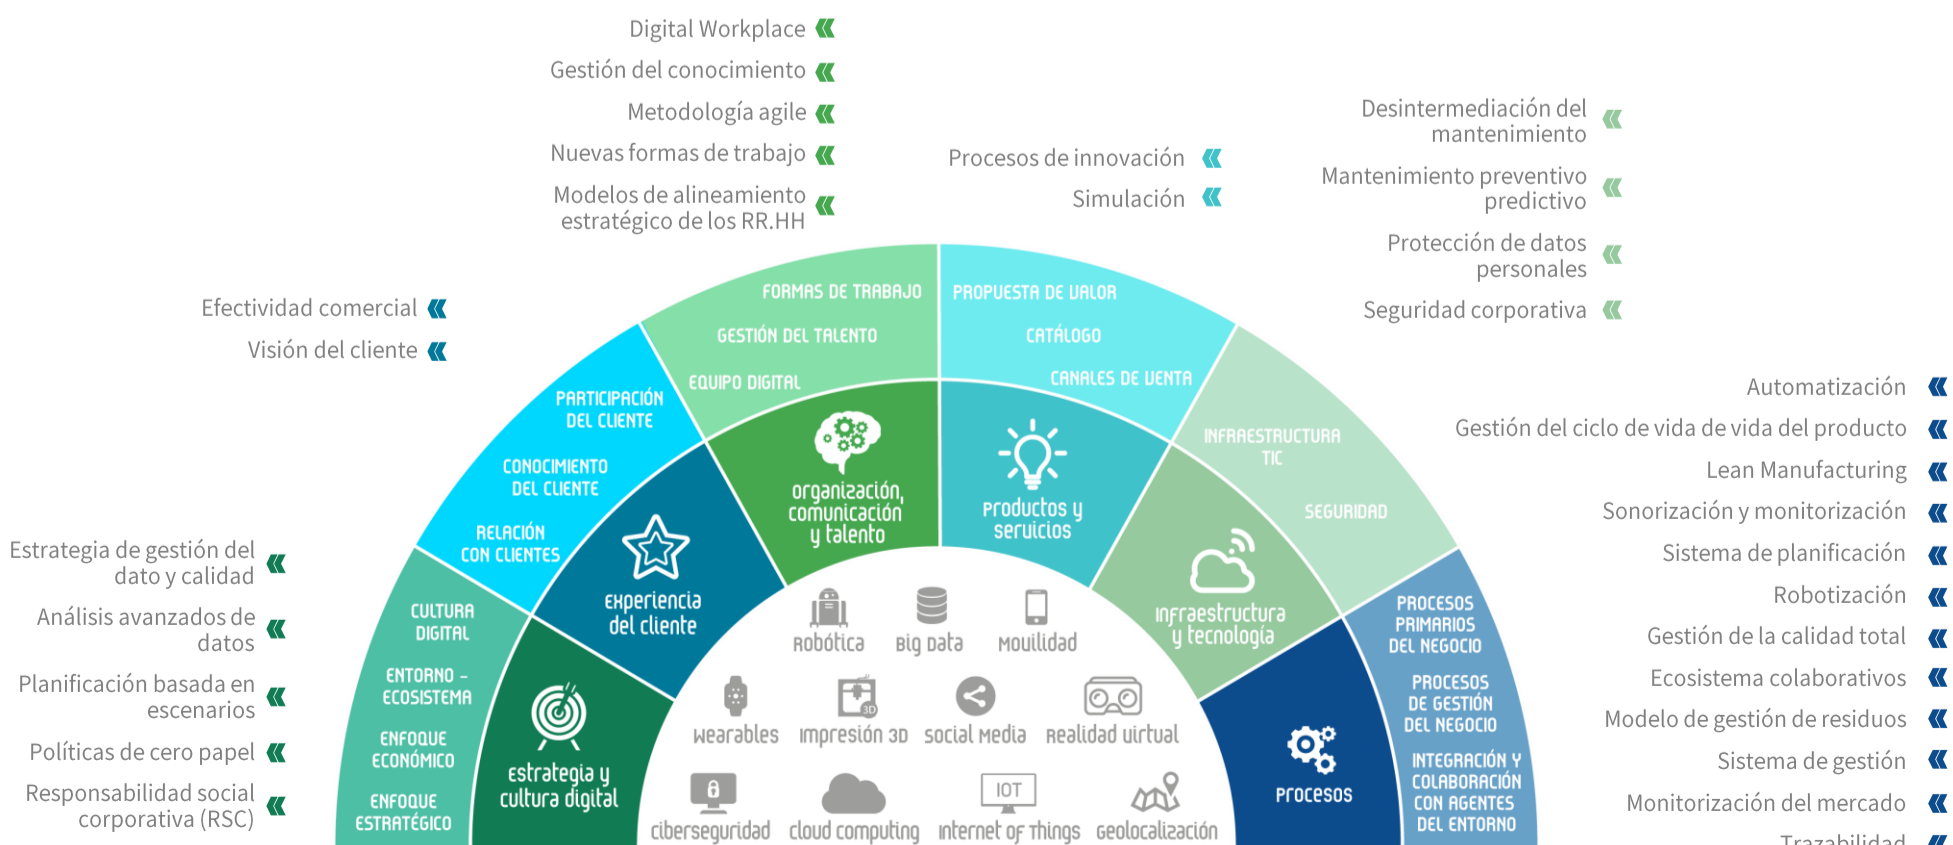 Digital Workplace
Gestión del conocimiento
Metodología agile
Nuevas formas de trabajo
Modelos de alineamiento
estratégico de los RR.HH
Procesos de innovación
Simulación
Desintermediación del
mantenimiento
Mantenimiento preventivo
predictivo
Protección de datos
personales
Seguridad corporativa
Efectividad comercial
Visión del cliente
Automatización
Gestión del ciclo de vida de vida del producto
Lean Manufacturing
Sonorización y monitorización
Sistema de planificación
Robotización
Gestión de la calidad total
Ecosistema colaborativos
Modelo de gestión de residuos
Sistema de gestión
Monitorización del mercado
Trazabilidad
Estrategia de gestión del
dato y calidad
Análisis avanzados de
datos
Planificación basada en
escenarios
Políticas de cero papel
Responsabilidad social
corporativa (RSC)
FORMAS DE TRABAJO
GESTIÓN DEL TALENTO
EQUIPO DIGITAL
PROPUESTA DE VALOR
CATÁLOGO
CANALES DE VENTA
PARTICIPACIÓN
DEL CLIENTE
CONOCIMIENTO
DEL CLIENTE
RELACIÓN
CON CLIENTES
INFRAESTRUCTURA
TIC
SEGURIDAD
CULTURA
DIGITAL
ENTORNO –
ECOSISTEMA
ENFOQUE
ECONÓMICO
ENFOQUE
ESTRATÉGICO
PROCESOS
PRIMARIOS
DEL NEGOCIO
PROCESOS
DE GESTIÓN
DEL NEGOCIO
INTEGRACIÓN Y
COLABORACIÓN
CON AGENTES
DEL ENTORNO
organización,
comunicación
y talento
Productos y
servicios
Experiencia
del cliente
Infraestructura
y tecnología
Estrategia y
cultura digital
Procesos
Robótica
Big Data
Movilidad
Wearables
3D
Impresión 3D
Social Media
Realidad virtual
Ciberseguridad
Cloud computing
IOT
Internet of Things
Geolocalización